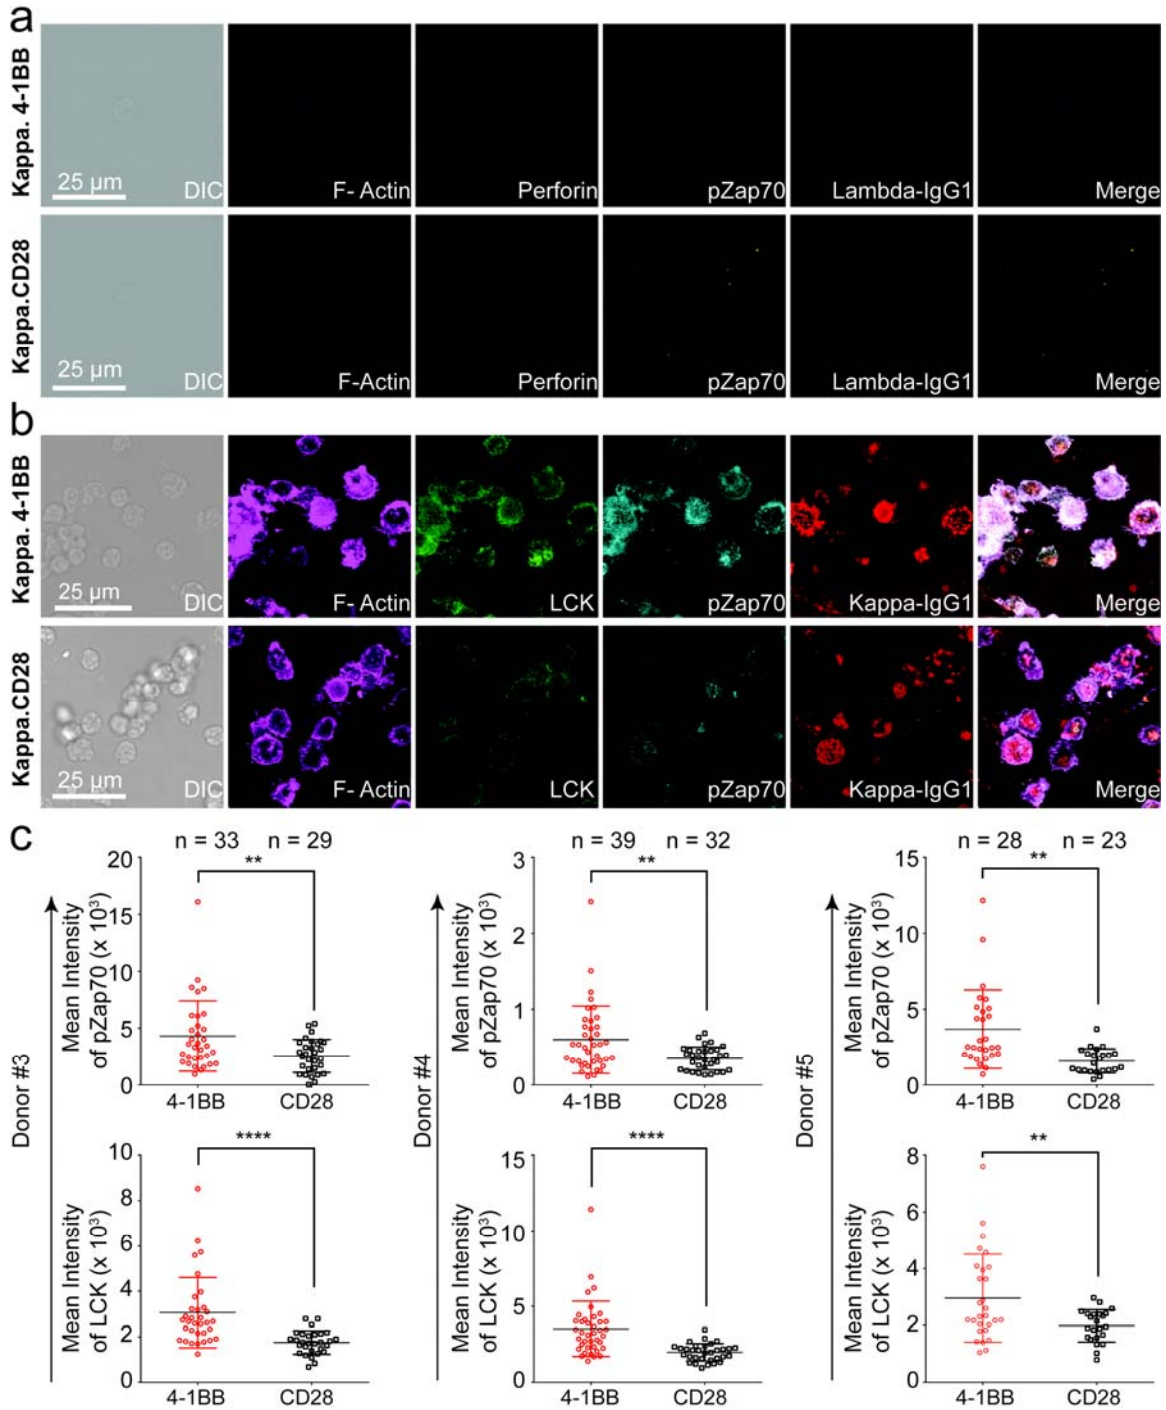 a
Kappa. 4-1BB
25 µm
DIC
F- Actin
Perforin
pZap70
Lambda-IgG1
Merge
Kappa.CD28
25 µm
DIC
F-Actin
Perforin
pZap70
Lambda-IgG1
Merge
b
Kappa. 4-1BB
25 µm
DIC
F- Actin
LCK
pZap70
Kappa-IgG1
Merge
Kappa.CD28
25 µm
DIC
F- Actin
LCK
pZap70
Kappa-IgG1
Merge
c
Donor #3
n = 33 n = 29
**
Mean Intensity
of pZap70 (x 10³)
20
15
10
5
0
4-1BB CD28
****
Mean Intensity
of LCK (x 10³)
10
8
6
4
2
0
4-1BB CD28
Donor #4
n = 39 n = 32
**
Mean Intensity
of pZap70 (x 10³)
3
2
1
0
4-1BB CD28
****
Mean Intensity
of LCK (x 10³)
15
10
5
0
4-1BB CD28
Donor #5
n = 28 n = 23
**
Mean Intensity
of pZap70 (x 10³)
15
10
5
0
4-1BB CD28
**
Mean Intensity
of LCK (x 10³)
8
6
4
2
0
4-1BB CD28